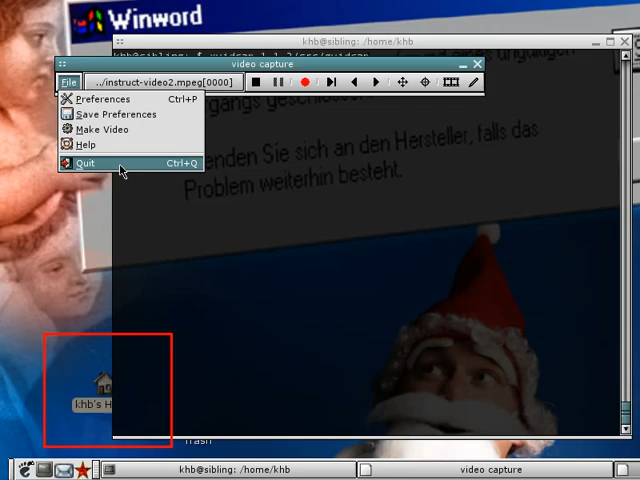 Winword
khb@sibling: /home/khb
video capture
File
../instruct-video2.mpeg[0000]
Preferences Ctrl+P
Save Preferences
Make Video
Help
Quit Ctrl+Q
geschlossen
enden Sie sich an den Hersteller, falls das
Problem weiterhin besteht.
khb's H
Trash
khb@sibling: /home/khb
video capture